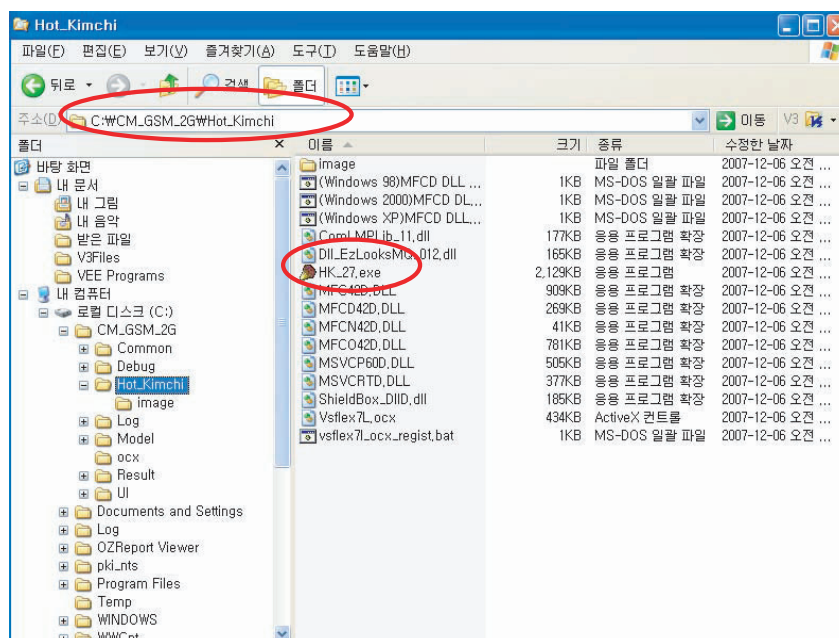 Hot_Kimchi
파일(F) 편집(E) 보기(V) 즐겨찾기(A) 도구(T) 도움말(H)
뒤로 검색 폴더
주소(D) C:₩CM_GSM_2G₩Hot_Kimchi 이동 V3
폴더 × 이름 크기 종류 수정한 날짜
바탕 화면
내 문서
내 그림
내 음악
받은 파일
V3Files
VEE Programs
내 컴퓨터
로컬 디스크 (C:)
CM_GSM_2G
Common
Debug
Hot_Kimchi
image
Log
Model
ocx
Result
UI
Documents and Settings
Log
OZReport Viewer
pki_nts
Program Files
Temp
WINDOWS
image 파일 폴더 2007-12-06 오전 ...
(Windows 98)MFCD DLL ... 1KB MS-DOS 일괄 파일 2007-12-06 오전 ...
(Windows 2000)MFCD DL... 1KB MS-DOS 일괄 파일 2007-12-06 오전 ...
(Windows XP)MFCD DLL... 1KB MS-DOS 일괄 파일 2007-12-06 오전 ...
ComLMPLib_11.dll 177KB 응용 프로그램 확장 2007-12-06 오전 ...
Dll_EzLooksMQ_012.dll 165KB 응용 프로그램 확장 2007-12-06 오전 ...
HK_27.exe 2,129KB 응용 프로그램 2007-12-06 오전 ...
MFC42D.DLL 909KB 응용 프로그램 확장 2007-12-06 오전 ...
MFCD42D.DLL 269KB 응용 프로그램 확장 2007-12-06 오전 ...
MFCN42D.DLL 41KB 응용 프로그램 확장 2007-12-06 오전 ...
MFCO42D.DLL 781KB 응용 프로그램 확장 2007-12-06 오전 ...
MSVCP60D.DLL 505KB 응용 프로그램 확장 2007-12-06 오전 ...
MSVCRTD.DLL 377KB 응용 프로그램 확장 2007-12-06 오전 ...
ShieldBox_DllD.dll 185KB 응용 프로그램 확장 2007-12-06 오전 ...
Vsflex7L.ocx 434KB ActiveX 컨트롤 2007-12-06 오전 ...
vsflex7l_ocx_regist.bat 1KB MS-DOS 일괄 파일 2007-12-06 오전 ...